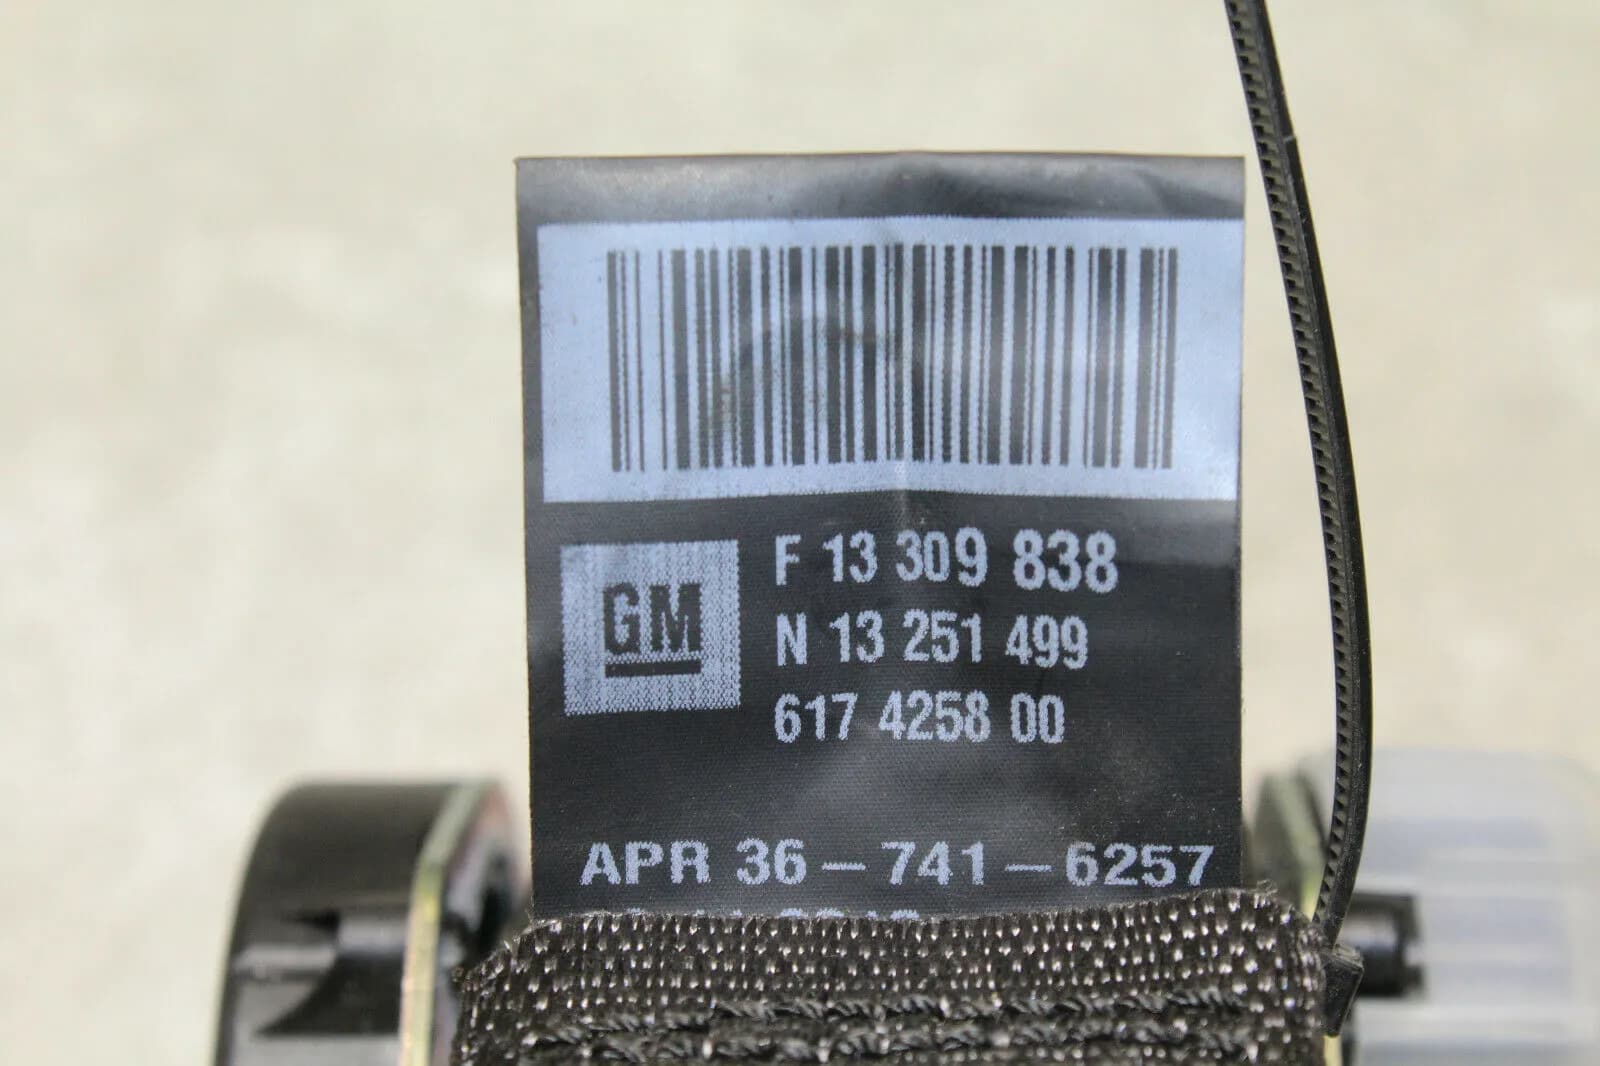 F 13 309 838
GM
N 13 251 499
617 4258 00
APR 36-741-6257